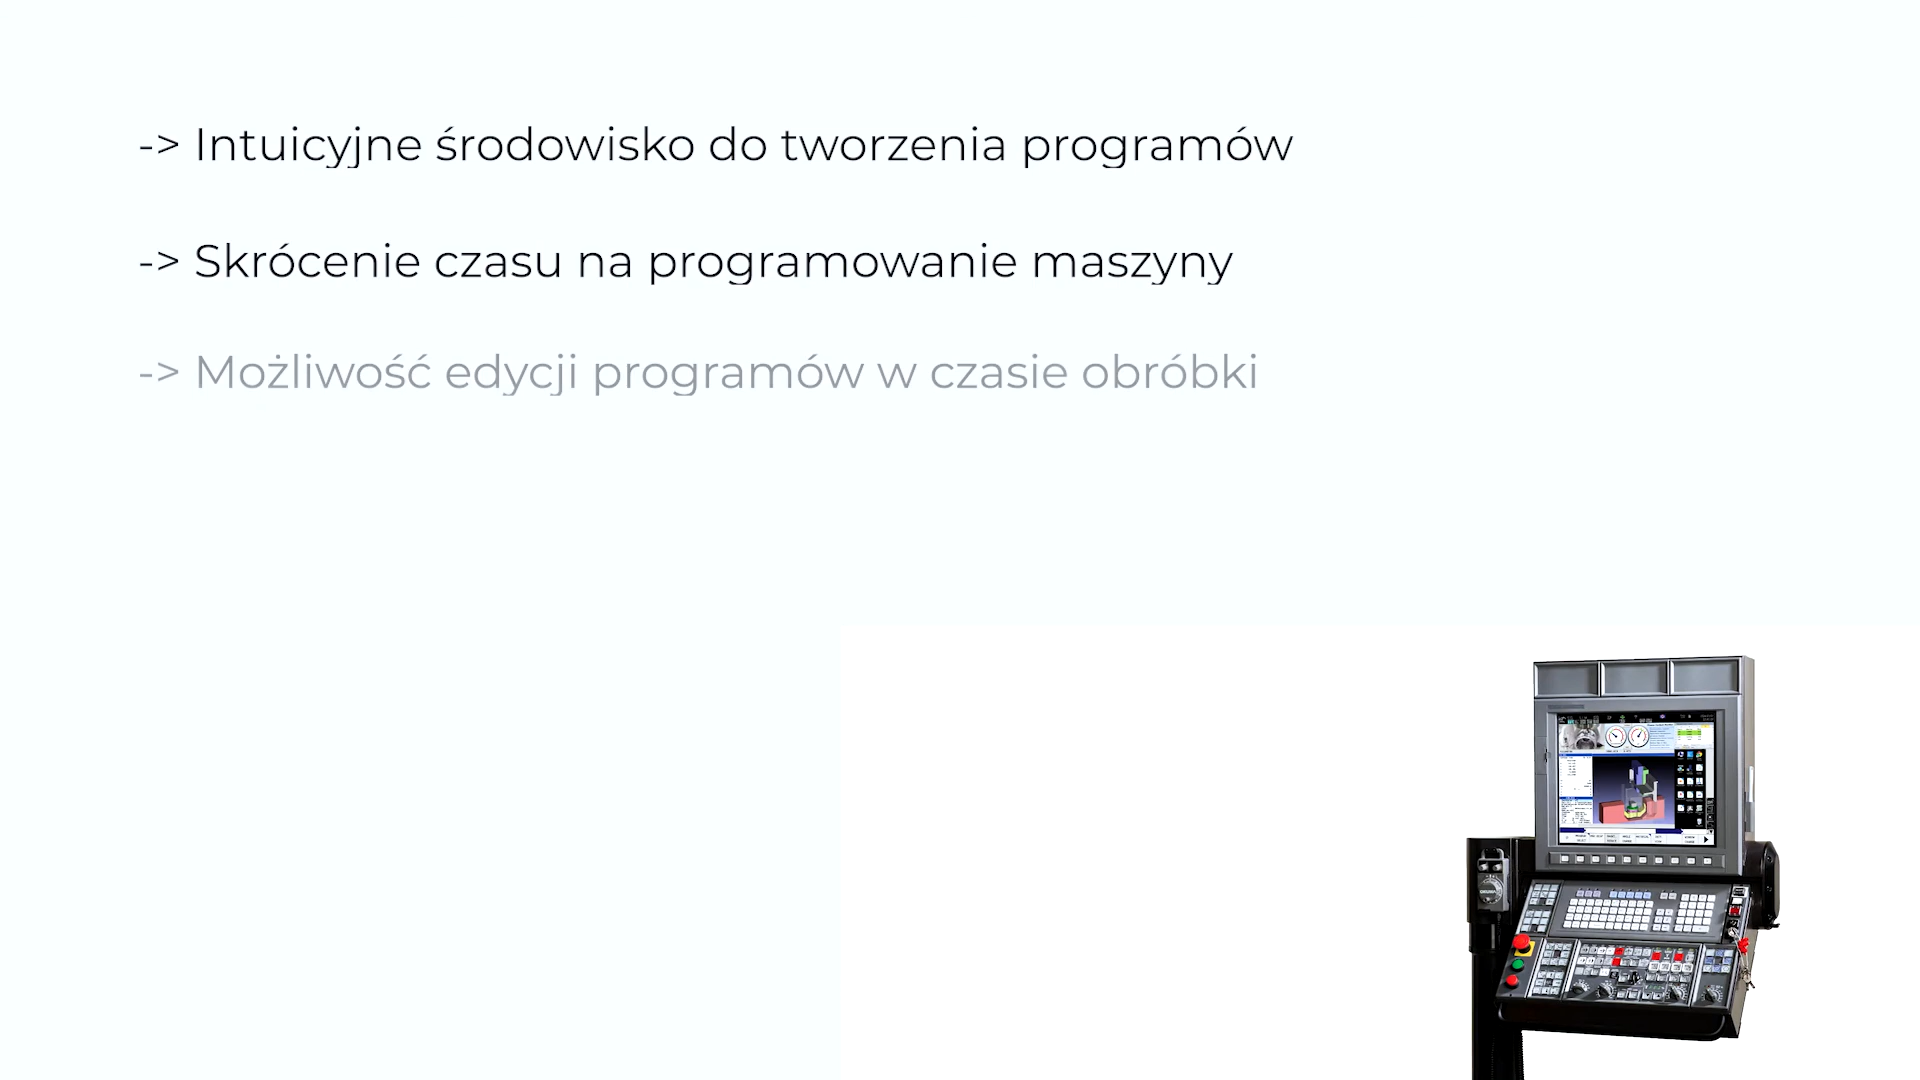 -> Intuicyjne środowisko do tworzenia programów
-> Skrócenie czasu na programowanie maszyny
-> Możliwość edycji programów w czasie obróbki